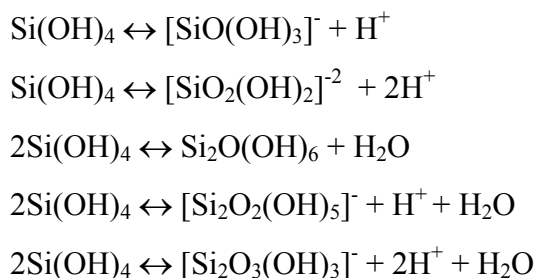 Si(OH)₄ ↔ [SiO(OH)₃]⁻ + H⁺
Si(OH)₄ ↔ [SiO₂(OH)₂]⁻² + 2H⁺
2Si(OH)₄ ↔ Si₂O(OH)₆ + H₂O
2Si(OH)₄ ↔ [Si₂O₂(OH)₅]⁻ + H⁺ + H₂O
2Si(OH)₄ ↔ [Si₂O₃(OH)₃]⁻ + 2H⁺ + H₂O